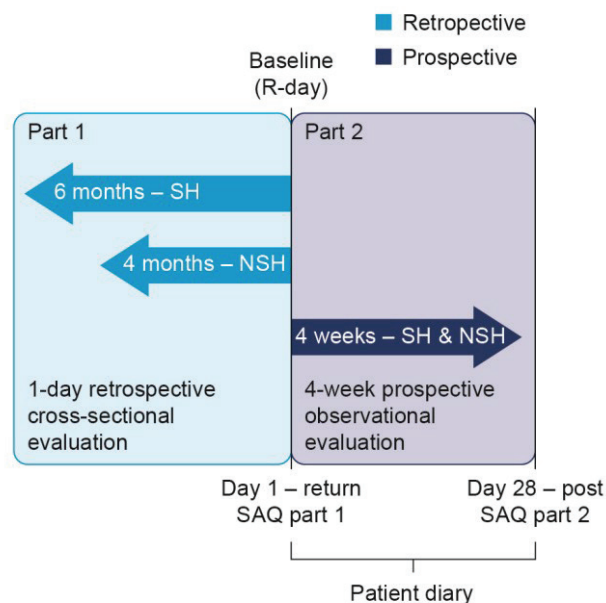 Retropective
Prospective
Baseline
(R-day)
Part 1
Part 2
6 months – SH
4 months – NSH
4 weeks – SH & NSH
1-day retrospective
cross-sectional
evaluation
4-week prospective
observational
evaluation
Day 1 – return
SAQ part 1
Day 28 – post
SAQ part 2
Patient diary